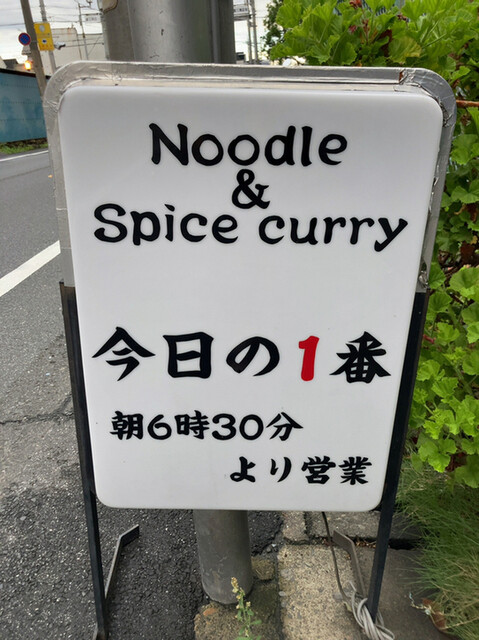 Noodle
&
Spice curry
今日の1番
朝6時30分
より営業